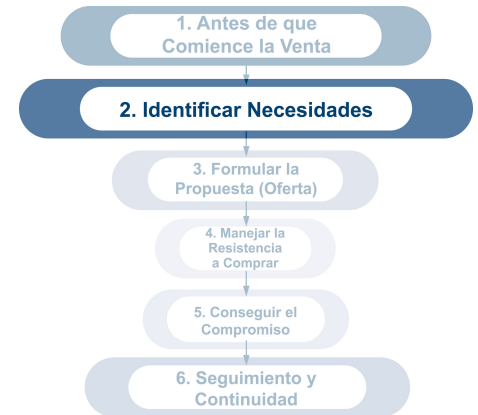 1. Antes de que
Comience la Venta
2. Identificar Necesidades
3. Formular la
Propuesta (Oferta)
4. Manejar la
Resistencia
a Comprar
5. Conseguir el
Compromiso
6. Seguimiento y
Continuidad